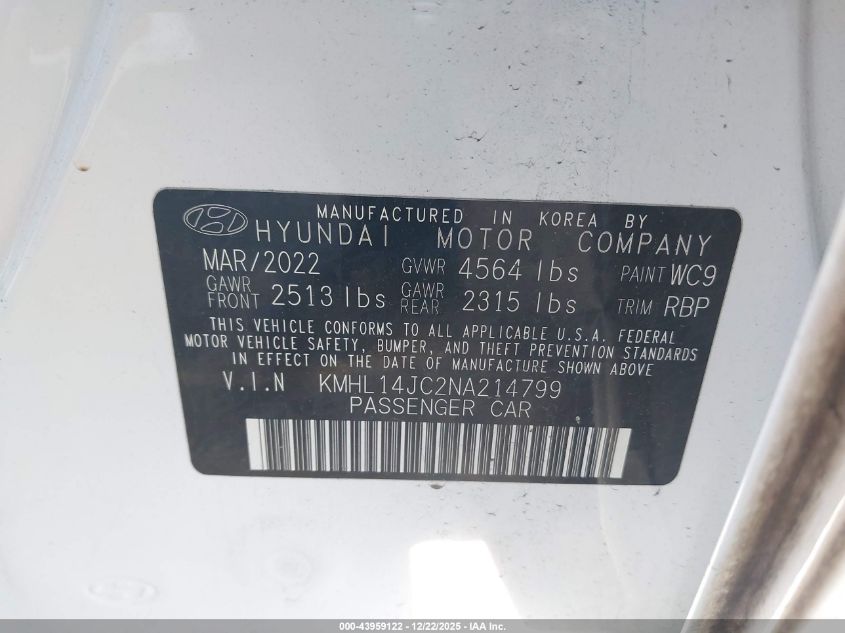 MANUFACTURED IN KOREA BY
HYUNDAI MOTOR COMPANY
MAR/2022 GVWR 4564 lbs PAINT WC9
GAWR FRONT 2513 lbs GAWR REAR 2315 lbs TRIM RBP
THIS VEHICLE CONFORMS TO ALL APPLICABLE U.S.A. FEDERAL
MOTOR VEHICLE SAFETY, BUMPER, AND THEFT PREVENTION STANDARDS
IN EFFECT ON THE DATE OF MANUFACTURE SHOWN ABOVE
V.I.N KMHL14JC2NA214799
PASSENGER CAR
000-43959122 - 12/22/2025 - IAA Inc.